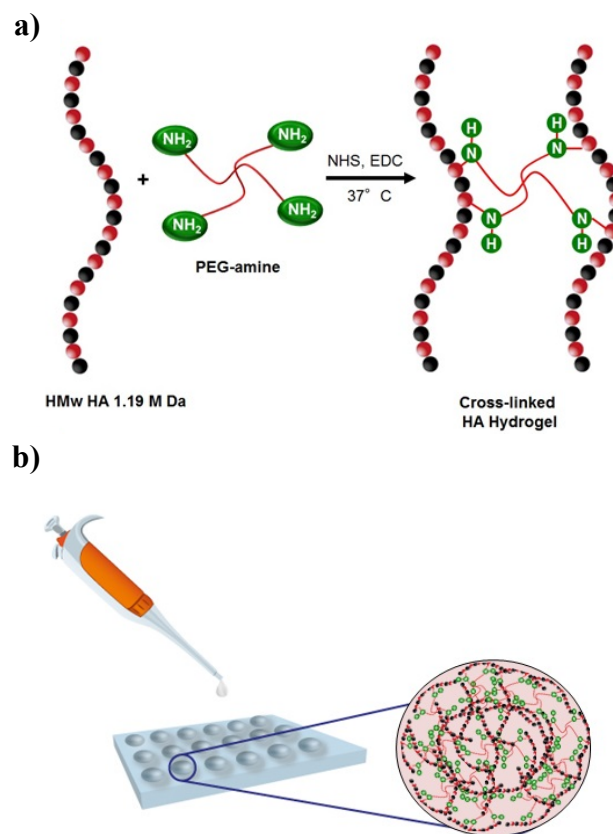 a)
NH₂
NH₂
NH₂
NH₂
+
PEG-amine
NHS, EDC
37° C
H
N
H
N
N
H
N
H
HMw HA 1.19 M Da
Cross-linked
HA Hydrogel
b)